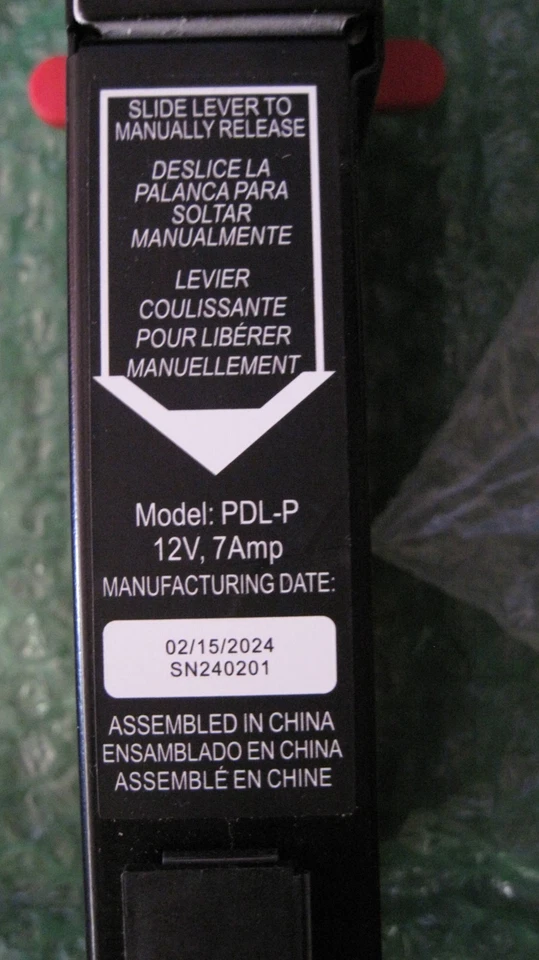 SLIDE LEVER TO
MANUALLY RELEASE
DESLICE LA
PALANCA PARA
SOLTAR
MANUALMENTE
LEVIER
COULISSANTE
POUR LIBÉRER
MANUELLEMENT
Model: PDL-P
12V, 7Amp
MANUFACTURING DATE:
02/15/2024
SN240201
ASSEMBLED IN CHINA
ENSAMBLADO EN CHINA
ASSEMBLÉ EN CHINE